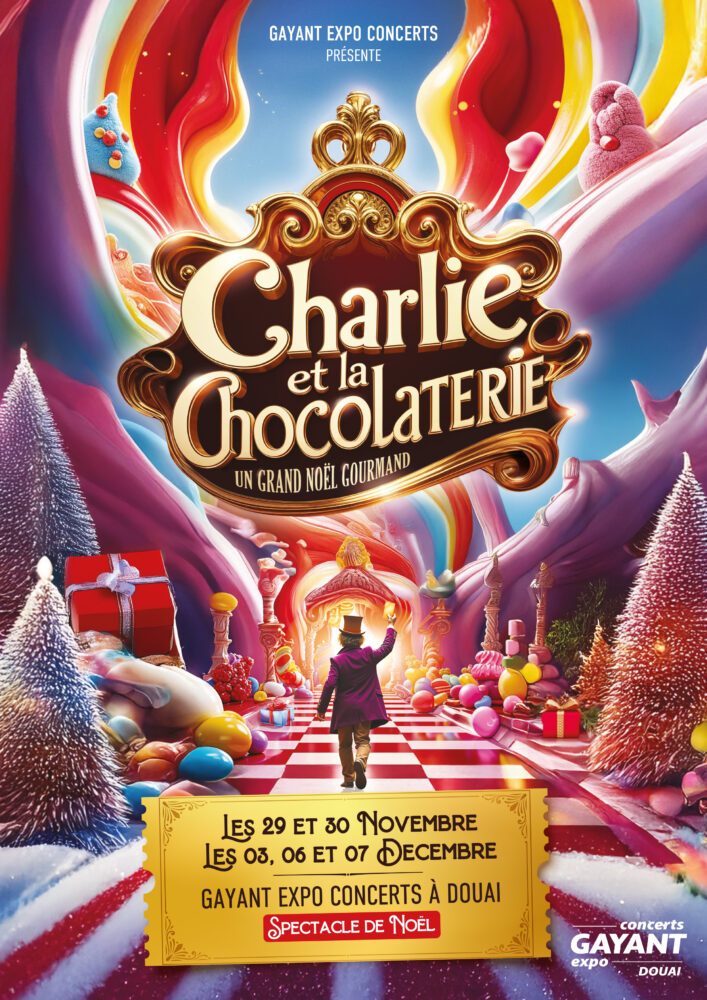 GAYANT EXPO CONCERTS
PRÉSENTE
Charlie
et la
Chocolaterie
UN GRAND NOËL GOURMAND
Les 29 et 30 Novembre
Les 03, 06 et 07 Decembre
GAYANT EXPO CONCERTS À DOUAI
Spectacle de Noël
concerts
GAYANT
expo
DOUAI